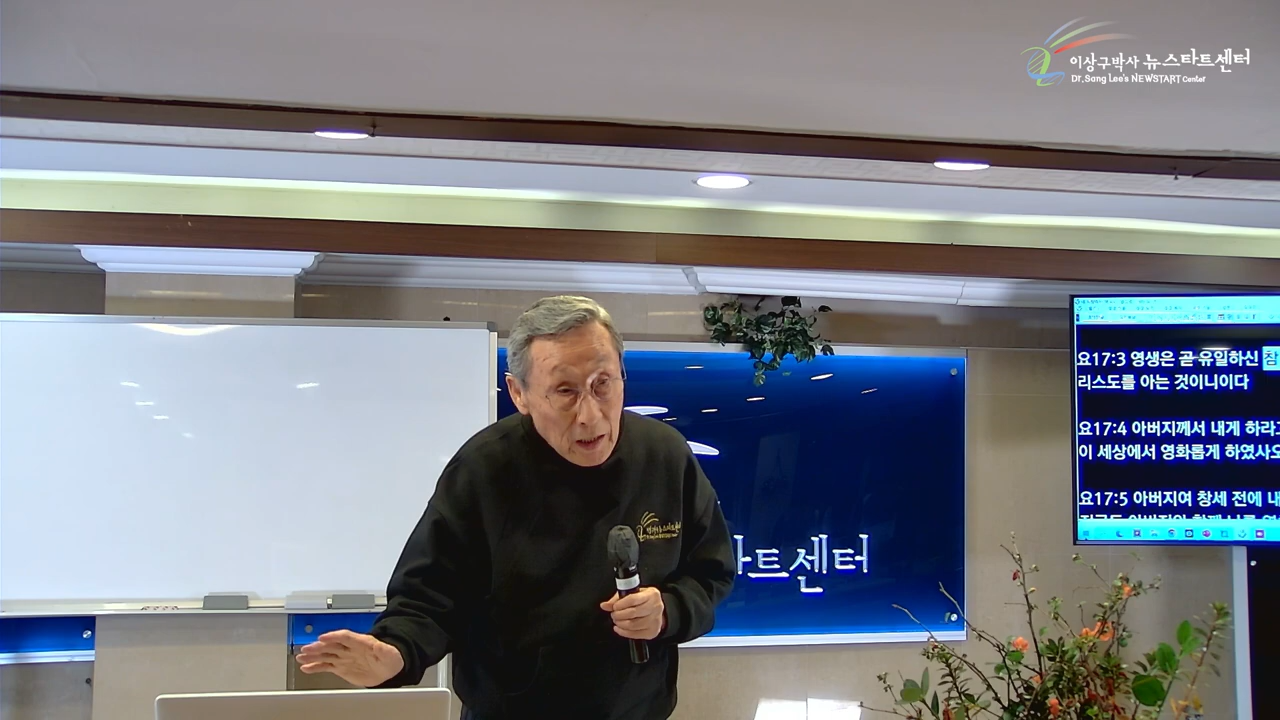 이상구박사 뉴스타트센터
Dr. Sang Lee's NEWSTART Center
요17:3 영생은 곧 유일하신 참
리스도를 아는 것이니이다
요17:4 아버지께서 내게 하라고
이 세상에서 영화롭게 하였사오
요17:5 아버지여 창세 전에 내
타트센터